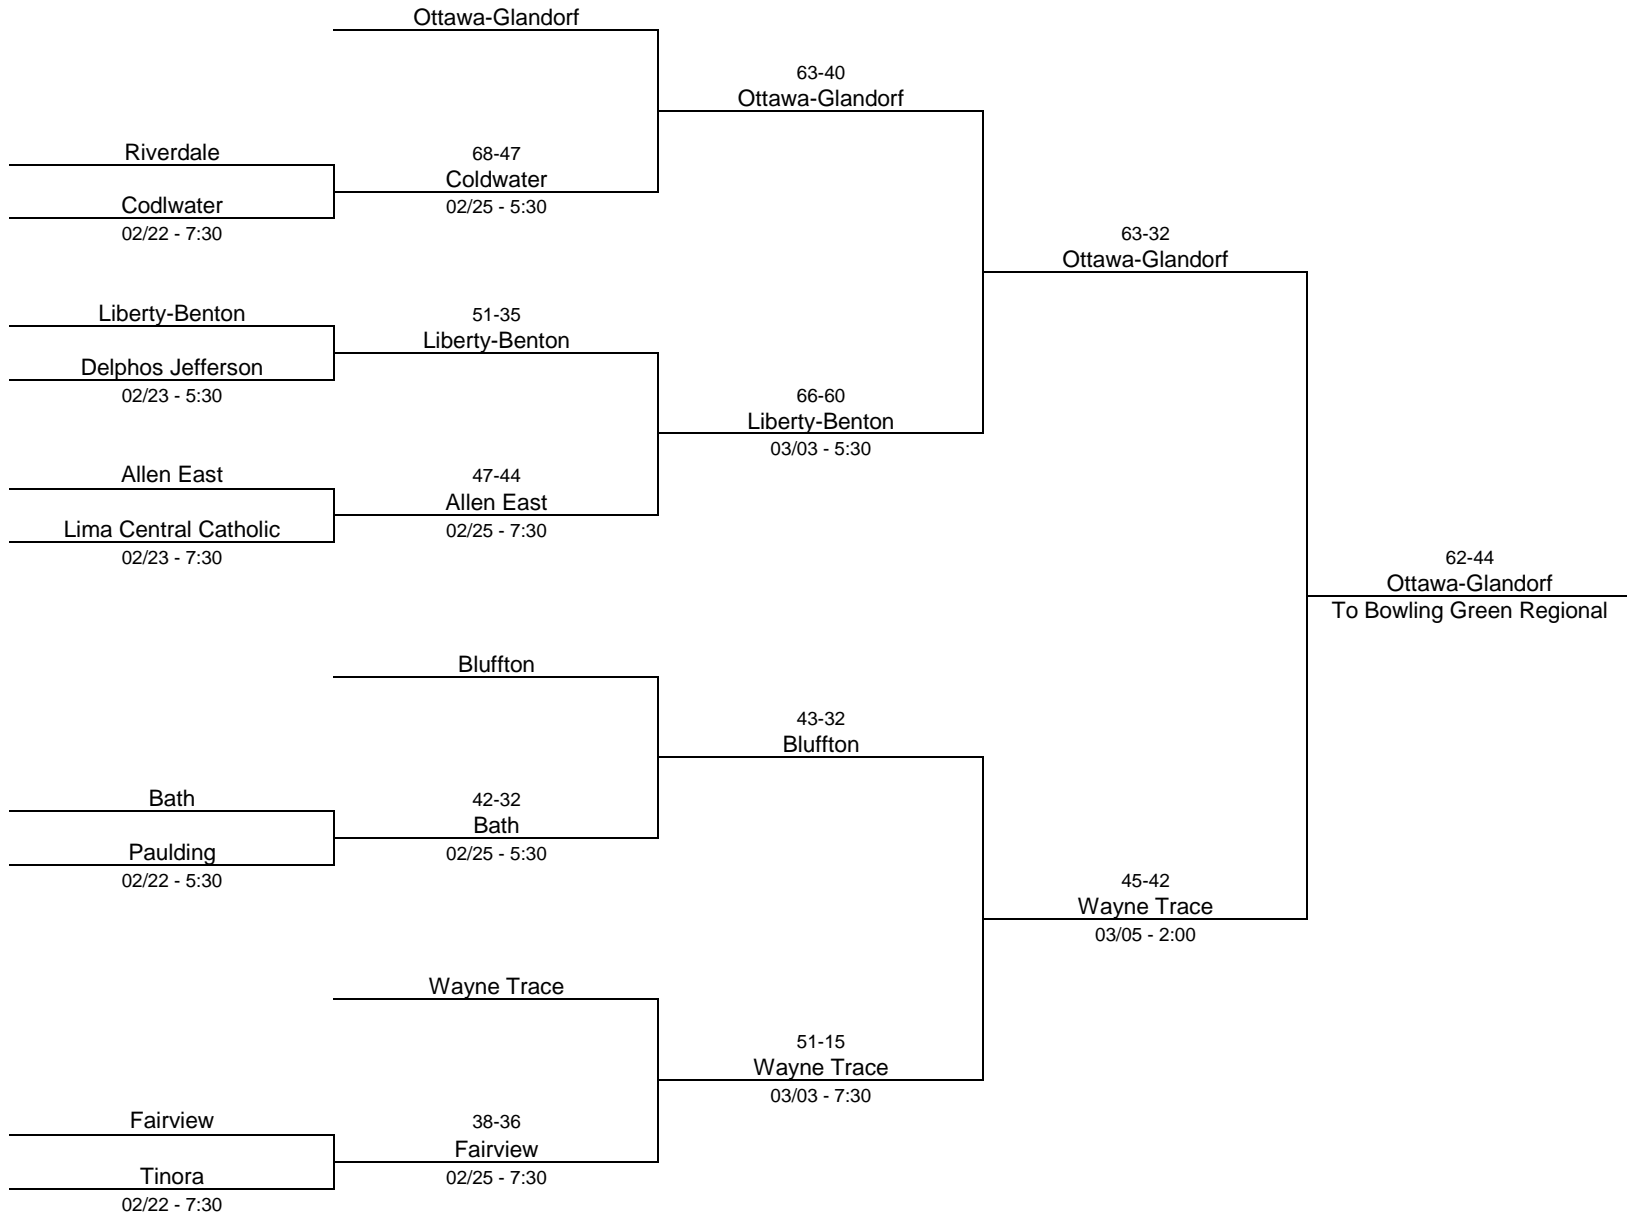 Ottawa-Glandorf
63-40
Ottawa-Glandorf
Riverdale
68-47
Coldwater
Codlwater
02/25 - 5:30
02/22 - 7:30
63-32
Ottawa-Glandorf
Liberty-Benton
51-35
Liberty-Benton
Delphos Jefferson
02/23 - 5:30
66-60
Liberty-Benton
03/03 - 5:30
Allen East
47-44
Allen East
Lima Central Catholic
02/25 - 7:30
02/23 - 7:30
62-44
Ottawa-Glandorf
To Bowling Green Regional
Bluffton
43-32
Bluffton
Bath
42-32
Bath
Paulding
02/25 - 5:30
02/22 - 5:30
45-42
Wayne Trace
03/05 - 2:00
Wayne Trace
51-15
Wayne Trace
03/03 - 7:30
Fairview
38-36
Fairview
Tinora
02/25 - 7:30
02/22 - 7:30